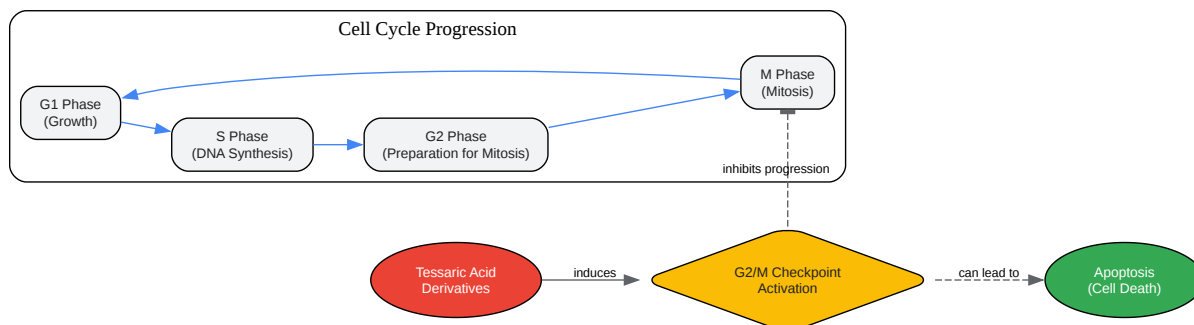 Cell Cycle Progression
G1 Phase
(Growth)
S Phase
(DNA Synthesis)
G2 Phase
(Preparation for Mitosis)
M Phase
(Mitosis)
inhibits progression
Tessaric Acid
Derivatives
induces
G2/M Checkpoint
Activation
can lead to
Apoptosis
(Cell Death)